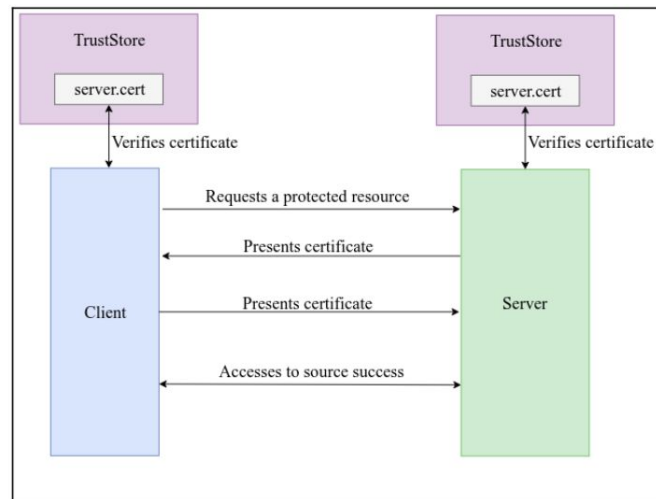 TrustStore
server.cert
Verifies certificate
TrustStore
server.cert
Verifies certificate
Requests a protected resource
Presents certificate
Presents certificate
Accesses to source success
Client
Server